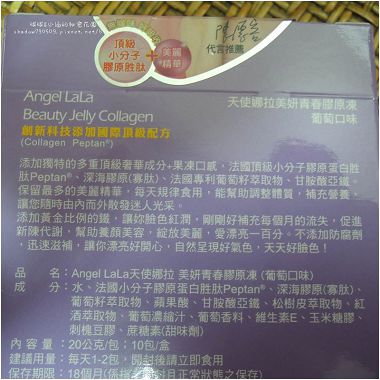 頂級
小分子
膠原胜肽
+
美麗
精華
代言推薦
Angel LaLa
Beauty Jelly Collagen
天使娜拉美妍青春膠原凍
葡萄口味
創新科技添加國際頂級配方
(Collagen Peptan®)
添加獨特的多重頂級奢華成分+果凍口感,法國頂級小分子膠原蛋白胜
肽Peptan®、深海膠原(寡肽)、法國專利葡萄籽萃取物、甘胺酸亞鐵。
保留最多的美麗精華,每天規律食用,能幫助調整體質,補充營養,
讓您隨時由內而外散發迷人光采。
添加黃金比例的鐵,讓妳臉色紅潤,剛剛好補充每個月的流失,促進
新陳代謝,幫助養顏美容,綻放美麗,愛漂亮一百分。不添加防腐劑
,迅速滋補,讓你漂亮好開心,自然呈現好氣色,天天好臉色!
品 名:Angel LaLa天使娜拉 美妍青春膠原凍 (葡萄口味)
成 分:水、法國小分子膠原蛋白胜肽Peptan®、深海膠原(寡肽)、
葡萄籽萃取物、蘋果酸、甘胺酸亞鐵、松樹皮萃取物、紅
酒萃取物、葡萄濃縮汁、葡萄香料、維生素E、玉米糖膠、
刺槐豆膠、蔗糖素(甜味劑)
內 容 量:20公克/包;10包/盒
建議用量:每天1-2包,開封後請立即食用
保存期限:18個月(係指